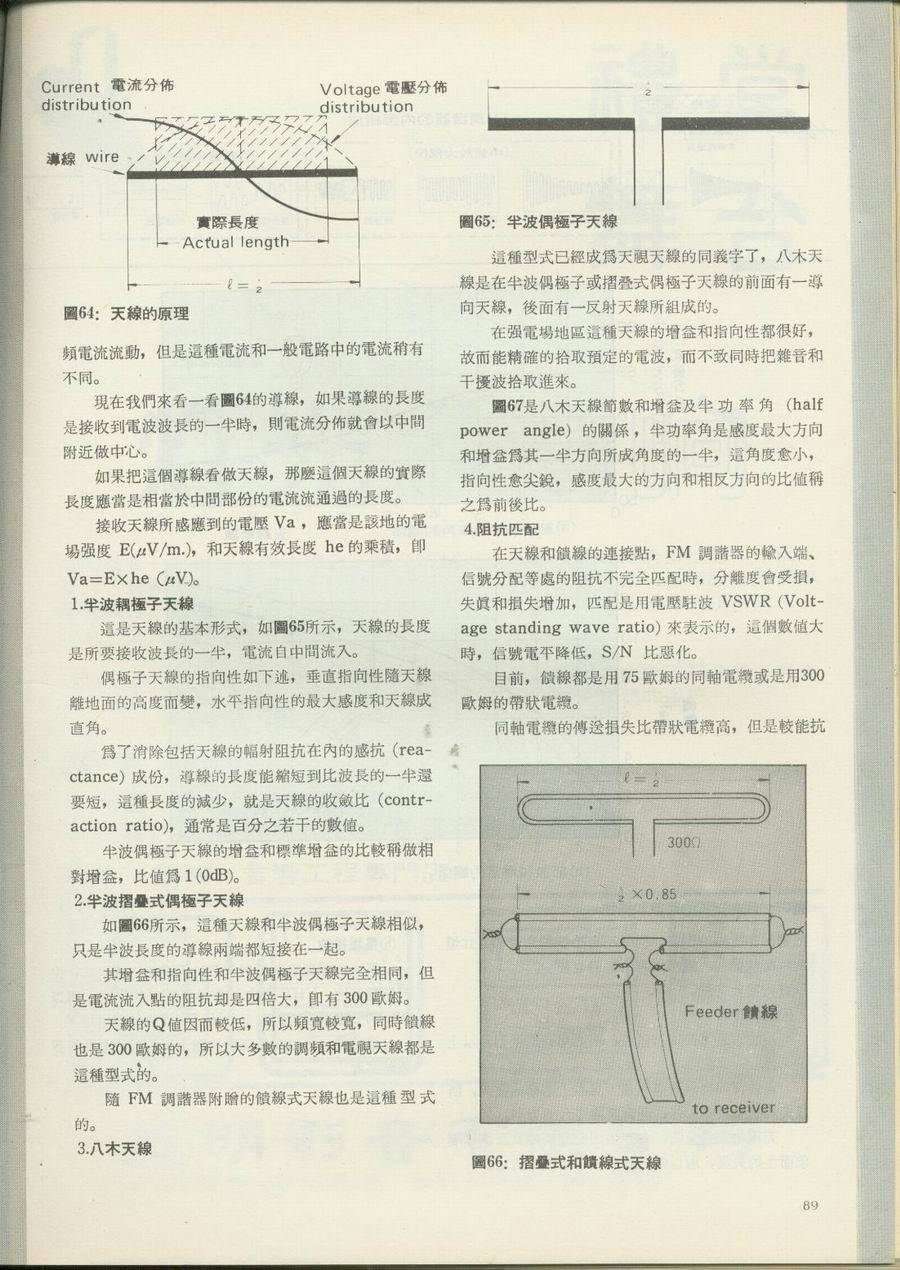 Current 電流分佈
distribution
Voltage 電壓分佈
distribution
導線 wire
實際長度
Actual length
ℓ = 2
圖64：天線的原理
頻電流流動，但是這種電流和一般電路中的電流稍有
不同。
現在我們來看一看圖64的導線，如果導線的長度
是接收到電波波長的一半時，則電流分佈就會以中間
附近做中心。
如果把這個導線看做天線，那麼這個天線的實際
長度應當是相當於中間部份的電流流通過的長度。
接收天線所感應到的電壓 Va ，應當是該地的電
場强度 E(μV/m.)，和天線有效長度 he 的乘積，卽
Va=E×he (μV)。
1.半波耦極子天線
這是天線的基本形式，如圖65所示，天線的長度
是所要接收波長的一半，電流自中間流入。
偶極子天線的指向性如下述，垂直指向性隨天線
離地面的高度而變，水平指向性的最大感度和天線成
直角。
爲了消除包括天線的幅射阻抗在內的感抗 (rea-
ctance) 成份，導線的長度能縮短到比波長的一半還
要短，這種長度的減少，就是天線的收斂比 (contr-
action ratio)，通常是百分之若干的數値。
半波偶極子天線的增益和標準增益的比較稱做相
對增益，比値爲 1 (0dB)。
2.半波摺疊式偶極子天線
如圖66所示，這種天線和半波偶極子天線相似，
只是半波長度的導線兩端都短接在一起。
其增益和指向性和半波偶極子天線完全相同，但
是電流流入點的阻抗却是四倍大，卽有 300 歐姆。
天線的Q値因而較低，所以頻寬較寬，同時饋線
也是 300 歐姆的，所以大多數的調頻和電視天線都是
這種型式的。
隨 FM 調諧器附贈的饋線式天線也是這種型式
的。
3.八木天線
2
圖65：半波偶極子天線
這種型式已經成爲天視天線的同義字了，八木天
線是在半波偶極子或摺疊式偶極子天線的前面有一導
向天線，後面有一反射天線所組成的。
在强電場地區這種天線的增益和指向性都很好，
故而能精確的拾取預定的電波，而不致同時把雜音和
干擾波拾取進來。
圖67是八木天線節數和增益及半功率角 (half
power angle) 的關係，半功率角是感度最大方向
和增益爲其一半方向所成角度的一半，這角度愈小，
指向性愈尖銳，感度最大的方向和相反方向的比値稱
之爲前後比。
4.阻抗匹配
在天線和饋線的連接點，FM 調諧器的輸入端、
信號分配等處的阻抗不完全匹配時，分離度會受損，
失眞和損失增加，匹配是用電壓駐波 VSWR (Volt-
age standing wave ratio) 來表示的，這個數値大
時，信號電平降低，S/N 比惡化。
目前，饋線都是用 75 歐姆的同軸電纜或是用300
歐姆的帶狀電纜。
同軸電纜的傳送損失比帶狀電纜高，但是較能抗
ℓ = 2
300Ω
2 ×0.85
Feeder 饋線
to receiver
圖66：摺疊式和饋線式天線
89